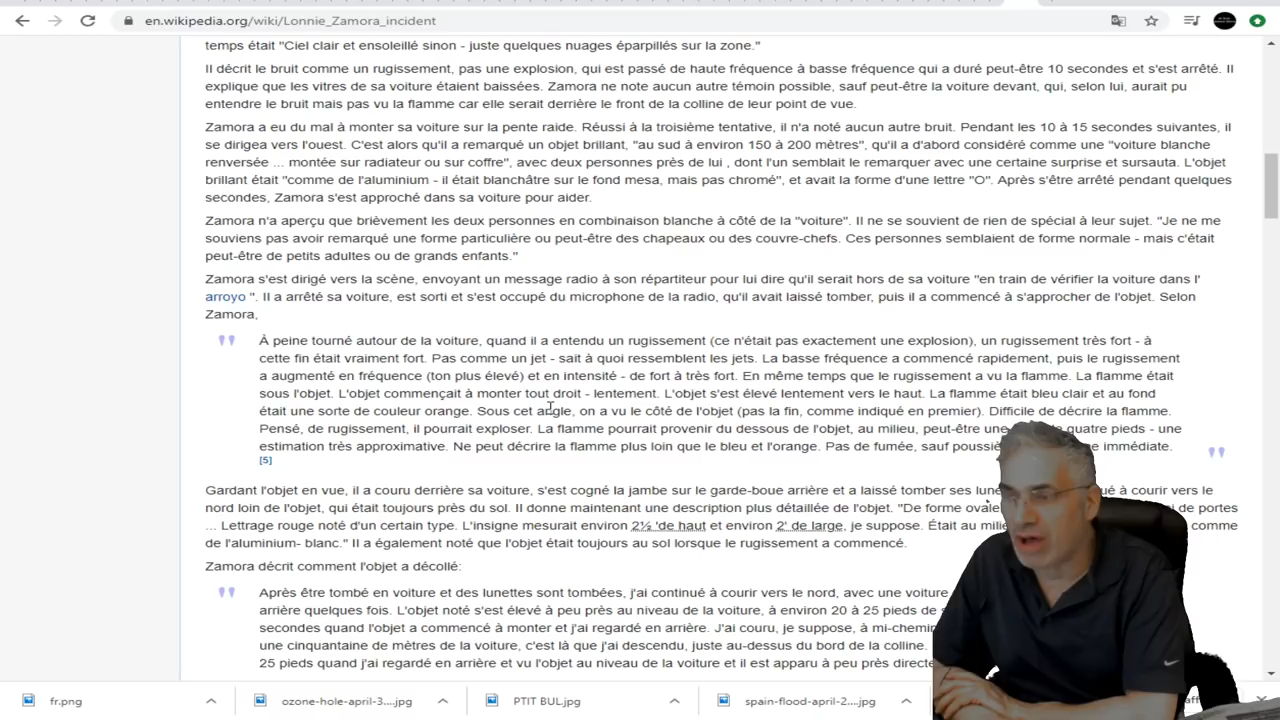 en.wikipedia.org/wiki/Lonnie_Zamora_incident
temps était "Ciel clair et ensoleillé sinon - juste quelques nuages éparpillés sur la zone."
Il décrit le bruit comme un rugissement, pas une explosion, qui est passé de haute fréquence à basse fréquence qui a duré peut-être 10 secondes et s'est arrêté. Il
explique que les vitres de sa voiture étaient baissées. Zamora ne note aucun autre témoin possible, sauf peut-être la voiture devant, qui, selon lui, aurait pu
entendre le bruit mais pas vu la flamme car elle serait derrière le front de la colline de leur point de vue.
Zamora a eu du mal à monter sa voiture sur la pente raide. Réussi à la troisième tentative, il n'a noté aucun autre bruit. Pendant les 10 à 15 secondes suivantes, il
se dirigea vers l'ouest. C'est alors qu'il a remarqué un objet brillant, "au sud à environ 150 à 200 mètres", qu'il a d'abord considéré comme une "voiture blanche
renversée ... montée sur radiateur ou sur coffre", avec deux personnes près de lui , dont l'un semblait le remarquer avec une certaine surprise et sursauta. L'objet
brillant était "comme de l'aluminium - il était blanchâtre sur le fond mesa, mais pas chromé", et avait la forme d'une lettre "O". Après s'être arrêté pendant quelques
secondes, Zamora s'est approché dans sa voiture pour aider.
Zamora n'a aperçu que brièvement les deux personnes en combinaison blanche à côté de la "voiture". Il ne se souvient de rien de spécial à leur sujet. "Je ne me
souviens pas avoir remarqué une forme particulière ou peut-être des chapeaux ou des couvre-chefs. Ces personnes semblaient de forme normale - mais c'était
peut-être de petits adultes ou de grands enfants."
Zamora s'est dirigé vers la scène, envoyant un message radio à son répartiteur pour lui dire qu'il serait hors de sa voiture "en train de vérifier la voiture dans l'
arroyo ". Il a arrêté sa voiture, est sorti et s'est occupé du microphone de la radio, qu'il avait laissé tomber, puis il a commencé à s'approcher de l'objet. Selon
Zamora,
À peine tourné autour de la voiture, quand il a entendu un rugissement (ce n'était pas exactement une explosion), un rugissement très fort - à
cette fin était vraiment fort. Pas comme un jet - sait à quoi ressemblent les jets. La basse fréquence a commencé rapidement, puis le rugissement
a augmenté en fréquence (ton plus élevé) et en intensité - de fort à très fort. En même temps que le rugissement a vu la flamme. La flamme était
sous l'objet. L'objet commençait à monter tout droit - lentement. L'objet s'est élevé lentement vers le haut. La flamme était bleu clair et au fond
était une sorte de couleur orange. Sous cet angle, on a vu le côté de l'objet (pas la fin, comme indiqué en premier). Difficile de décrire la flamme.
Pensé, de rugissement, il pourrait exploser. La flamme pourrait provenir du dessous de l'objet, au milieu, peut-être une quatre pieds - une
estimation très approximative. Ne peut décrire la flamme plus loin que le bleu et l'orange. Pas de fumée, sauf immédiate.
[5]
Gardant l'objet en vue, il a couru derrière sa voiture, s'est cogné la jambe sur le garde-boue arrière et a laissé tomber ses à courir vers le
nord loin de l'objet, qui était toujours près du sol. Il donne maintenant une description plus détaillée de l'objet. "De forme de portes
... Lettrage rouge noté d'un certain type. L'insigne mesurait environ 2½ 'de haut et environ 2' de large, je suppose. Était au comme
de l'aluminium- blanc." Il a également noté que l'objet était toujours au sol lorsque le rugissement a commencé.
Zamora décrit comment l'objet a décollé:
Après être tombé en voiture et des lunettes sont tombées, j'ai continué à courir vers le nord, avec une voiture
arrière quelques fois. L'objet noté s'est élevé à peu près au niveau de la voiture, à environ 20 à 25 pieds de
secondes quand l'objet a commencé à monter et j'ai regardé en arrière. J'ai couru, je suppose, à
une cinquantaine de mètres de la voiture, c'est là que j'ai descendu, juste au-dessus du bord de la colline.
25 pieds quand j'ai regardé en arrière et vu l'objet au niveau de la voiture et il est apparu à peu près
fr.png ozone-hole-april-3....jpg PTIT BUL.jpg spain-flood-april-2....jpg